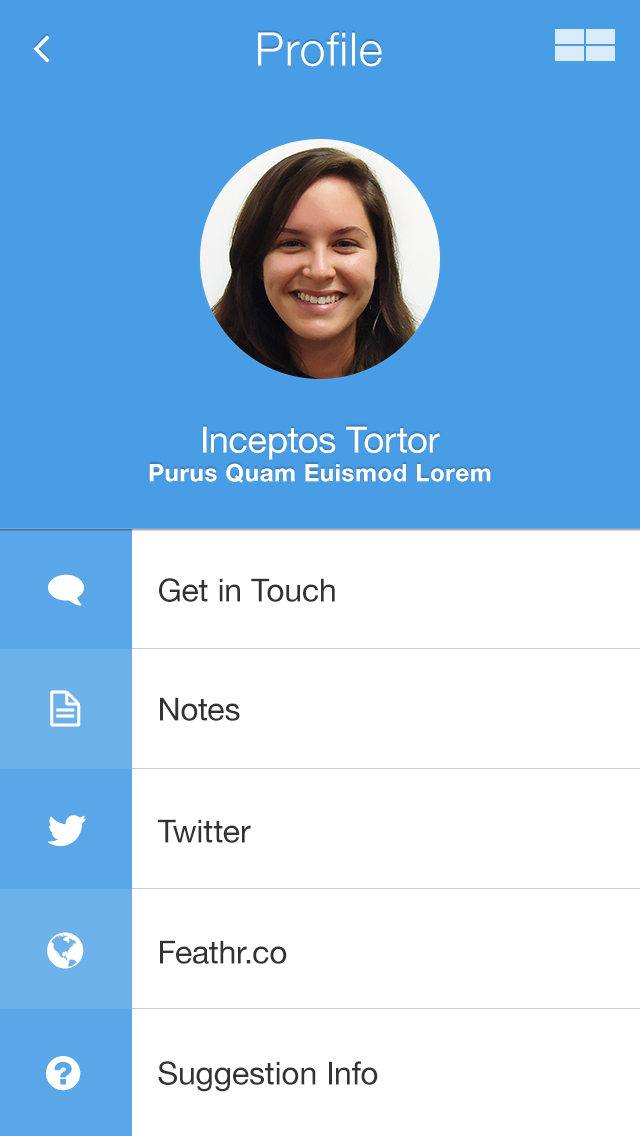 Profile
Inceptos Tortor
Purus Quam Euismod Lorem
Get in Touch
Notes
Twitter
Feathr.co
Suggestion Info